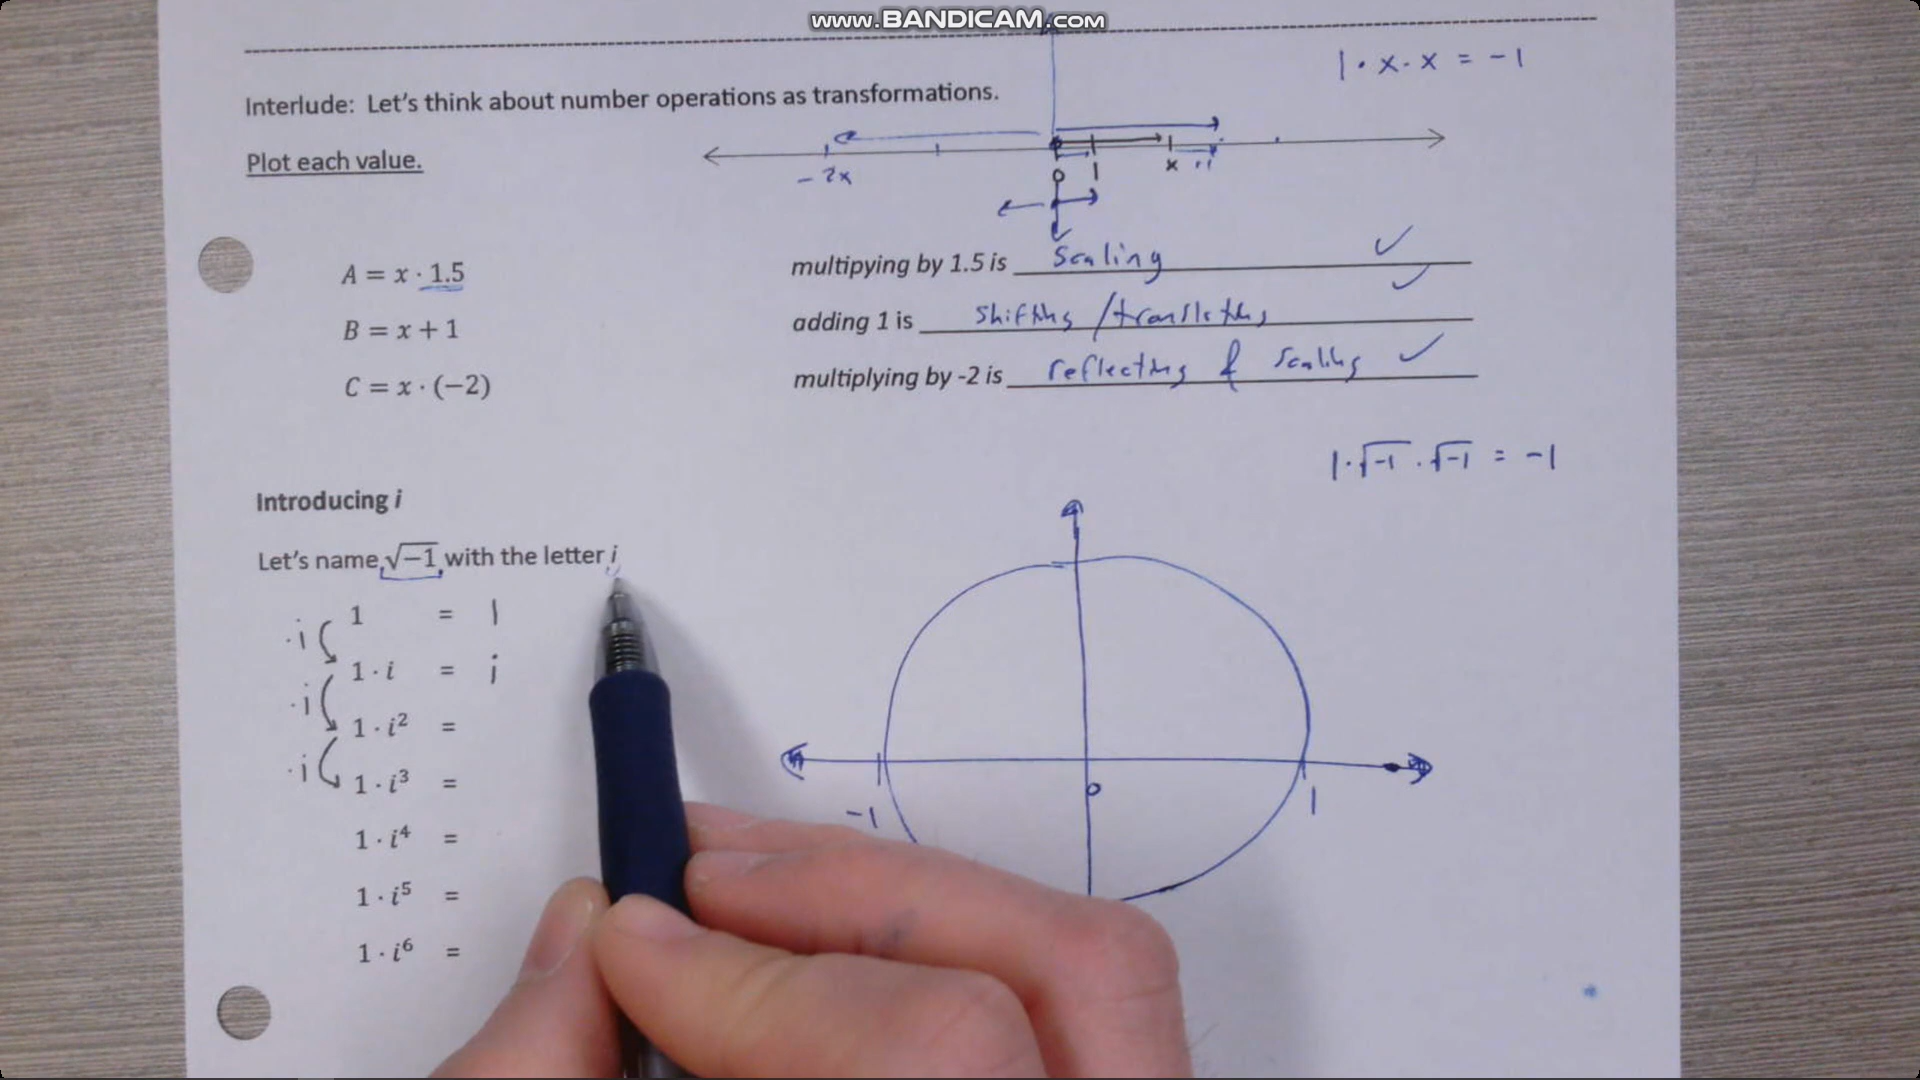 www.BANDICAM.com
1 · x · x = -1
Interlude: Let's think about number operations as transformations.
Plot each value.
-2x 0 1 x +1
A = x · 1.5
multipying by 1.5 is scaling ✓
B = x + 1
adding 1 is shifting/translating ✓
C = x · (−2)
multiplying by -2 is reflecting & scaling ✓
1 · √-1 · √-1 = -1
Introducing i
Let's name √−1 with the letter i
1 = 1
·i
1 · i = i
·i
1 · i² =
·i
1 · i³ =
-1 0 1
1 · i⁴ =
1 · i⁵ =
1 · i⁶ =